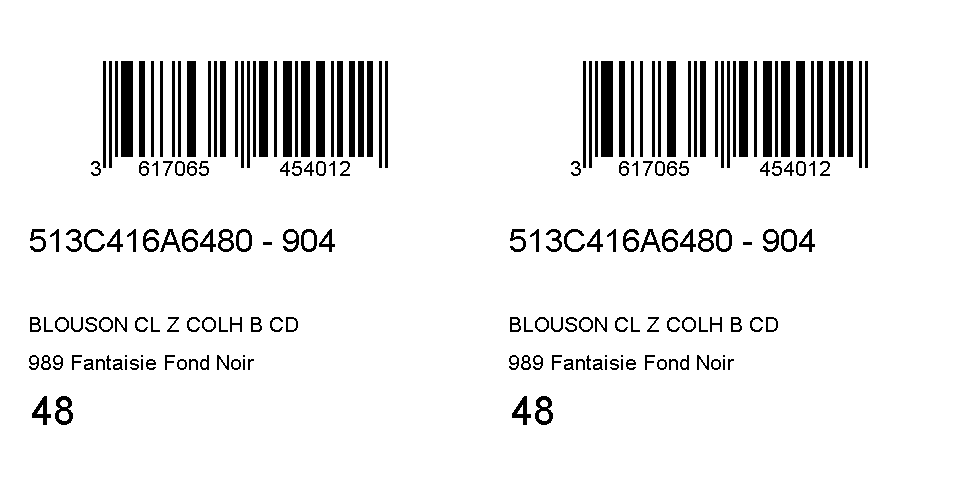 3 617065 454012
513C416A6480 - 904
BLOUSON CL Z COLH B CD
989 Fantaisie Fond Noir
48
3 617065 454012
513C416A6480 - 904
BLOUSON CL Z COLH B CD
989 Fantaisie Fond Noir
48